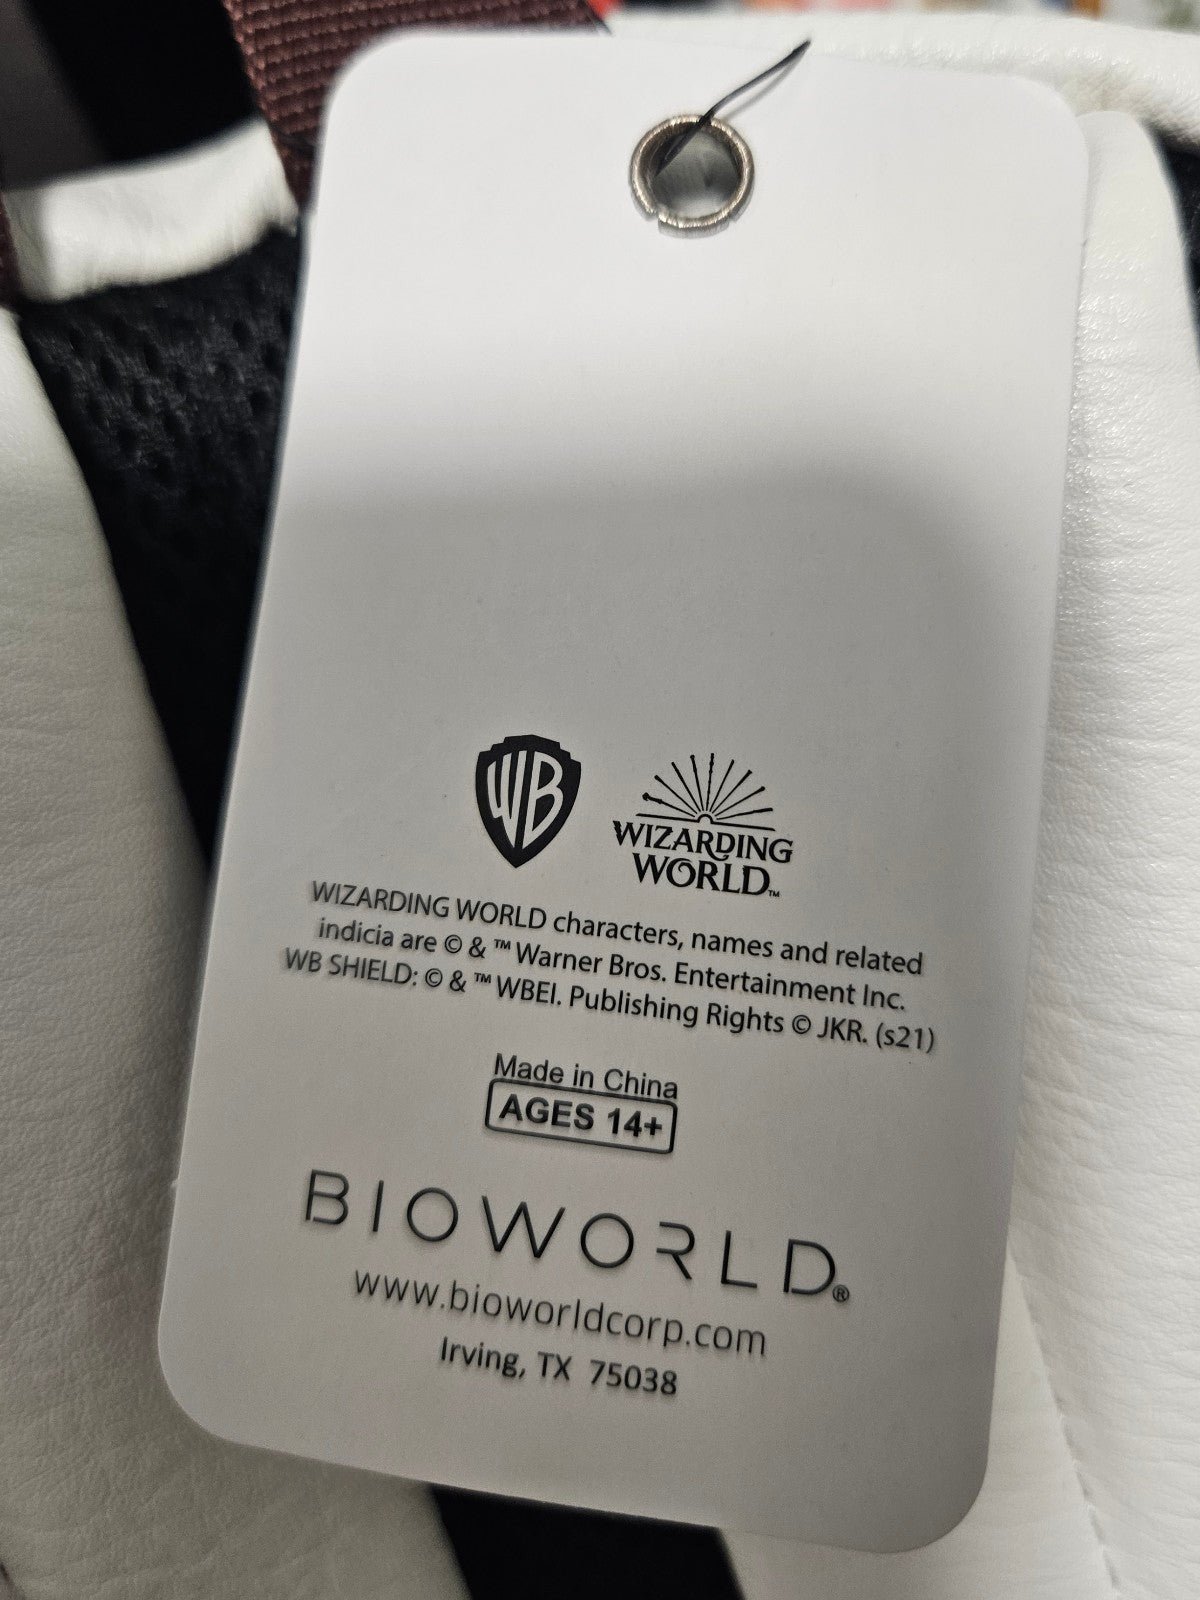 WB
WIZARDING
WORLD™
WIZARDING WORLD characters, names and related
indicia are © & ™ Warner Bros. Entertainment Inc.
WB SHIELD: © & ™ WBEI. Publishing Rights © JKR. (s21)
Made in China
AGES 14+
BIOWORLD®
www.bioworldcorp.com
Irving, TX 75038